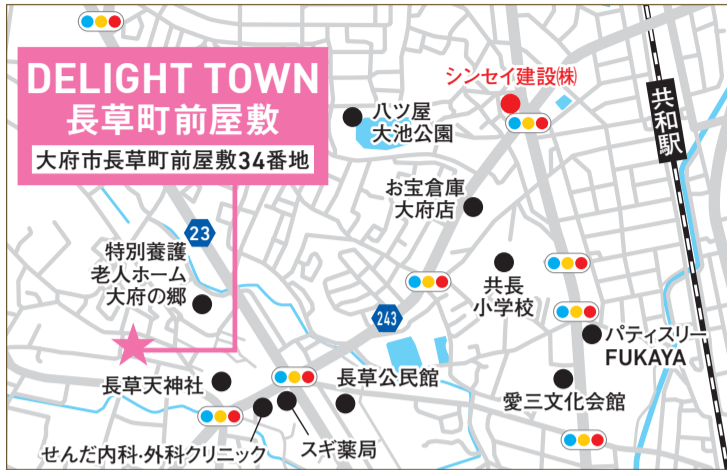 DELIGHT TOWN
長草町前屋敷
大府市長草町前屋敷34番地
シンセイ建設㈱
共和駅
八ツ屋
大池公園
お宝倉庫
大府店
23
特別養護
老人ホーム
大府の郷
共長
小学校
243
パティスリー
FUKAYA
長草天神社
長草公民館
愛三文化会館
せんだ内科・外科クリニック
スギ薬局